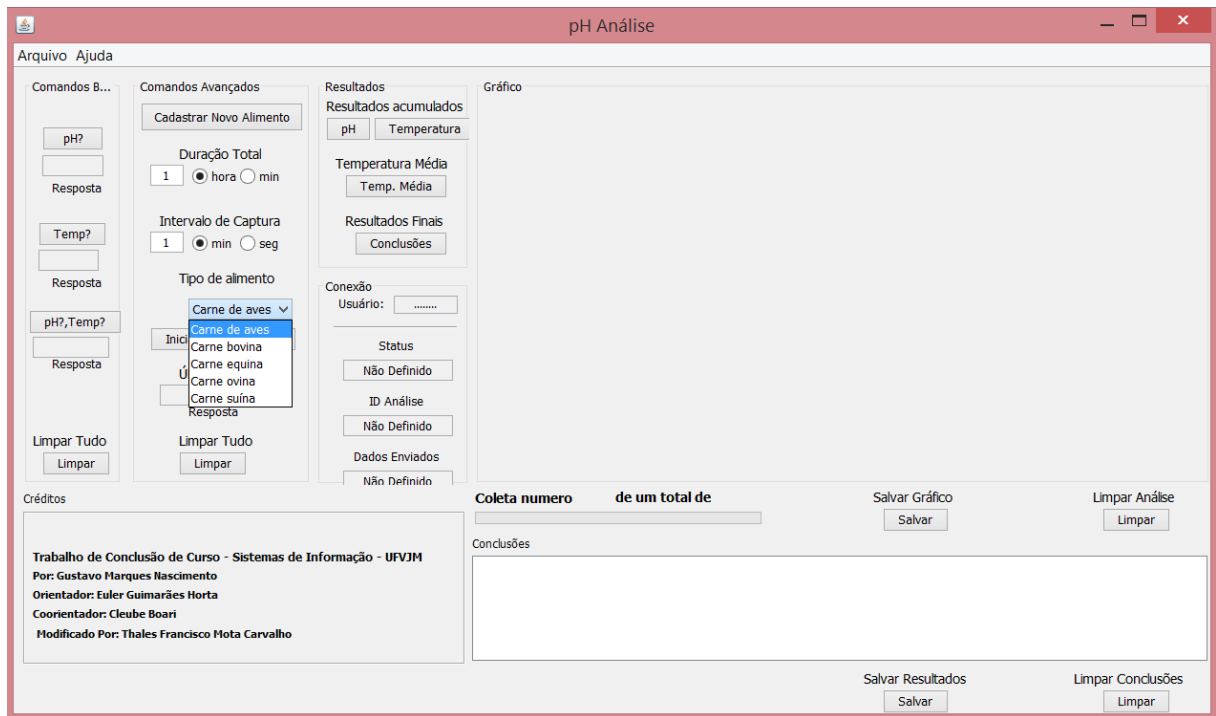 pH Análise
Arquivo Ajuda
Comandos B...
pH?
Resposta
Temp?
Resposta
pH?,Temp?
Resposta
Limpar Tudo
Limpar
Comandos Avançados
Cadastrar Novo Alimento
Duração Total
1 hora min
Intervalo de Captura
1 min seg
Tipo de alimento
Carne de aves
Carne de aves
Carne bovina
Carne equina
Carne ovina
Carne suína
Inici
Ú
Resposta
Limpar Tudo
Limpar
Resultados
Resultados acumulados
pH Temperatura
Temperatura Média
Temp. Média
Resultados Finais
Conclusões
Conexão
Usuário: ........
Status
Não Definido
ID Análise
Não Definido
Dados Enviados
Não Definido
Gráfico
Créditos
Trabalho de Conclusão de Curso - Sistemas de Informação - UFVJM
Por: Gustavo Marques Nascimento
Orientador: Euler Guimarães Horta
Coorientador: Cleube Boari
Modificado Por: Thales Francisco Mota Carvalho
Coleta numero de um total de
Salvar Gráfico
Salvar
Limpar Análise
Limpar
Conclusões
Salvar Resultados
Salvar
Limpar Conclusões
Limpar